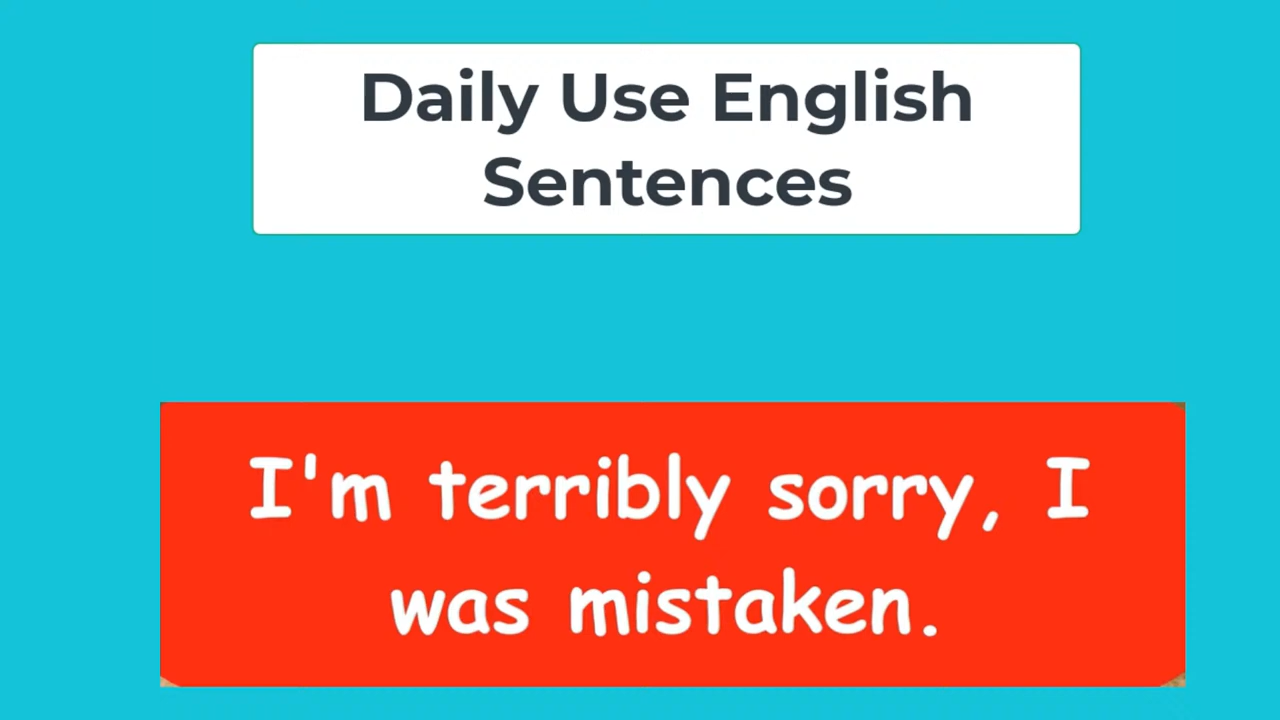 Daily Use English
Sentences
I'm terribly sorry, I
was mistaken.